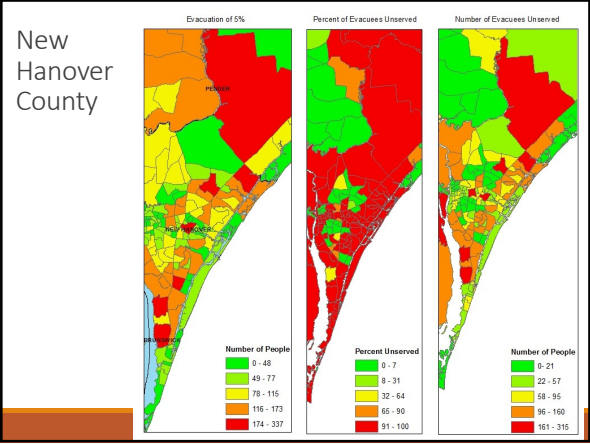 New
Hanover
County
Evacuation of 5%
PENDER
NEW HANOVER
BRUNSWICK
Number of People
0 - 48
49 - 77
78 - 115
116 - 173
174 - 337
Percent of Evacuees Unserved
Percent Unserved
0 - 7
8 - 31
32 - 64
65 - 90
91 - 100
Number of Evacuees Unserved
Number of People
0- 21
22 - 57
58 - 95
96 - 160
161 - 315